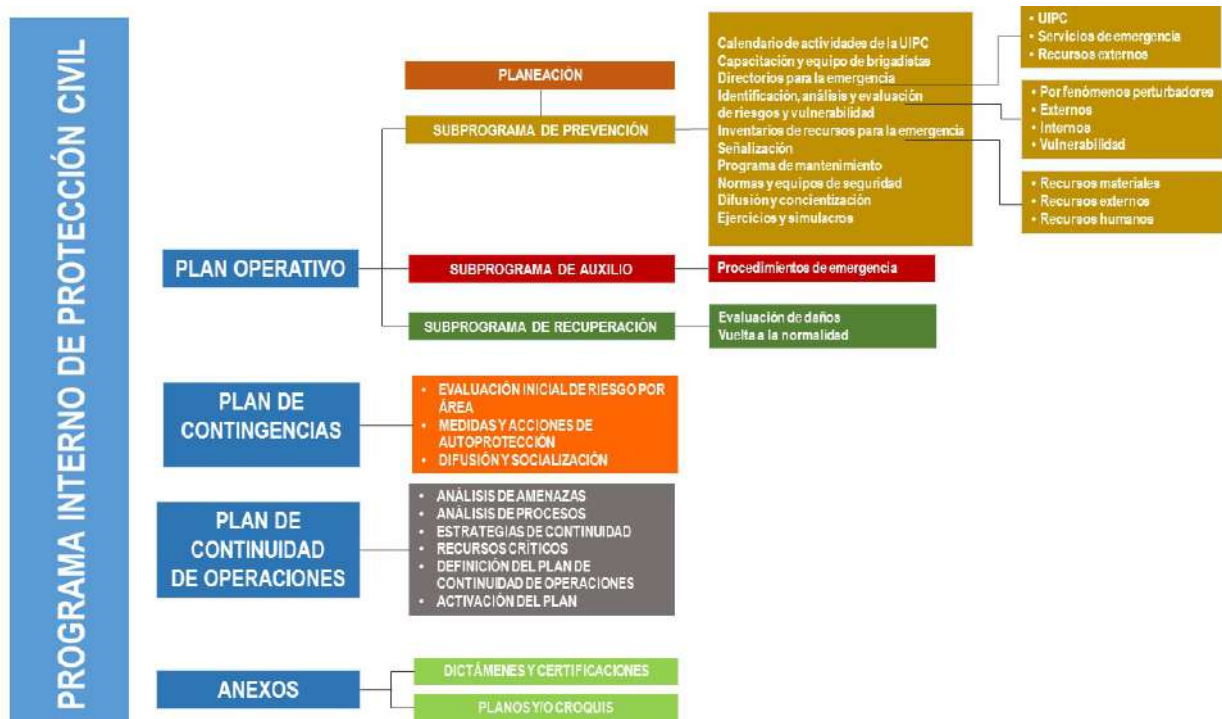 PROGRAMA INTERNO DE PROTECCIÓN CIVIL
PLAN OPERATIVO
PLANEACIÓN
SUBPROGRAMA DE PREVENCIÓN
Calendario de actividades de la UIPC
Capacitación y equipo de brigadistas
Directorios para la emergencia
Identificación, análisis y evaluación
de riesgos y vulnerabilidad
Inventarios de recursos para la emergencia
Señalización
Programa de mantenimiento
Normas y equipos de seguridad
Difusión y concientización
Ejercicios y simulacros
• UIPC
• Servicios de emergencia
• Recursos externos
• Por fenómenos perturbadores
• Externos
• Internos
• Vulnerabilidad
• Recursos materiales
• Recursos externos
• Recursos humanos
SUBPROGRAMA DE AUXILIO
Procedimientos de emergencia
SUBPROGRAMA DE RECUPERACIÓN
Evaluación de daños
Vuelta a la normalidad
PLAN DE
CONTINGENCIAS
• EVALUACIÓN INICIAL DE RIESGO POR
ÁREA
• MEDIDAS Y ACCIONES DE
AUTOPROTECCIÓN
• DIFUSIÓN Y SOCIALIZACIÓN
PLAN DE
CONTINUIDAD
DE OPERACIONES
• ANÁLISIS DE AMENAZAS
• ANÁLISIS DE PROCESOS
• ESTRATEGIAS DE CONTINUIDAD
• RECURSOS CRÍTICOS
• DEFINICIÓN DEL PLAN DE
CONTINUIDAD DE OPERACIONES
• ACTIVACIÓN DEL PLAN
ANEXOS
DICTÁMENES Y CERTIFICACIONES
PLANOS Y/O CROQUIS